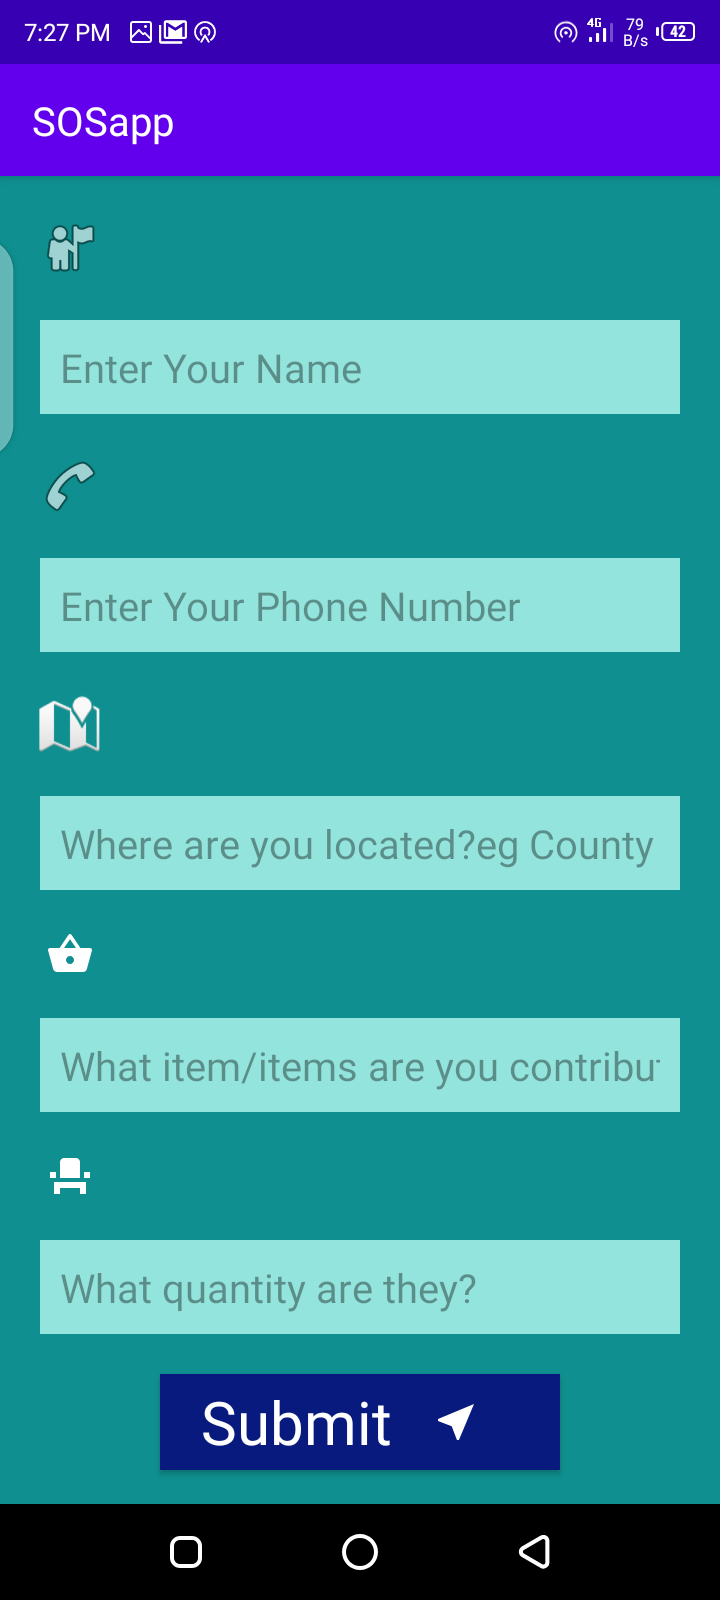 7:27 PM 4G 79 B/s 42
SOSapp
Enter Your Name
Enter Your Phone Number
Where are you located?eg County
What item/items are you contribu
What quantity are they?
Submit